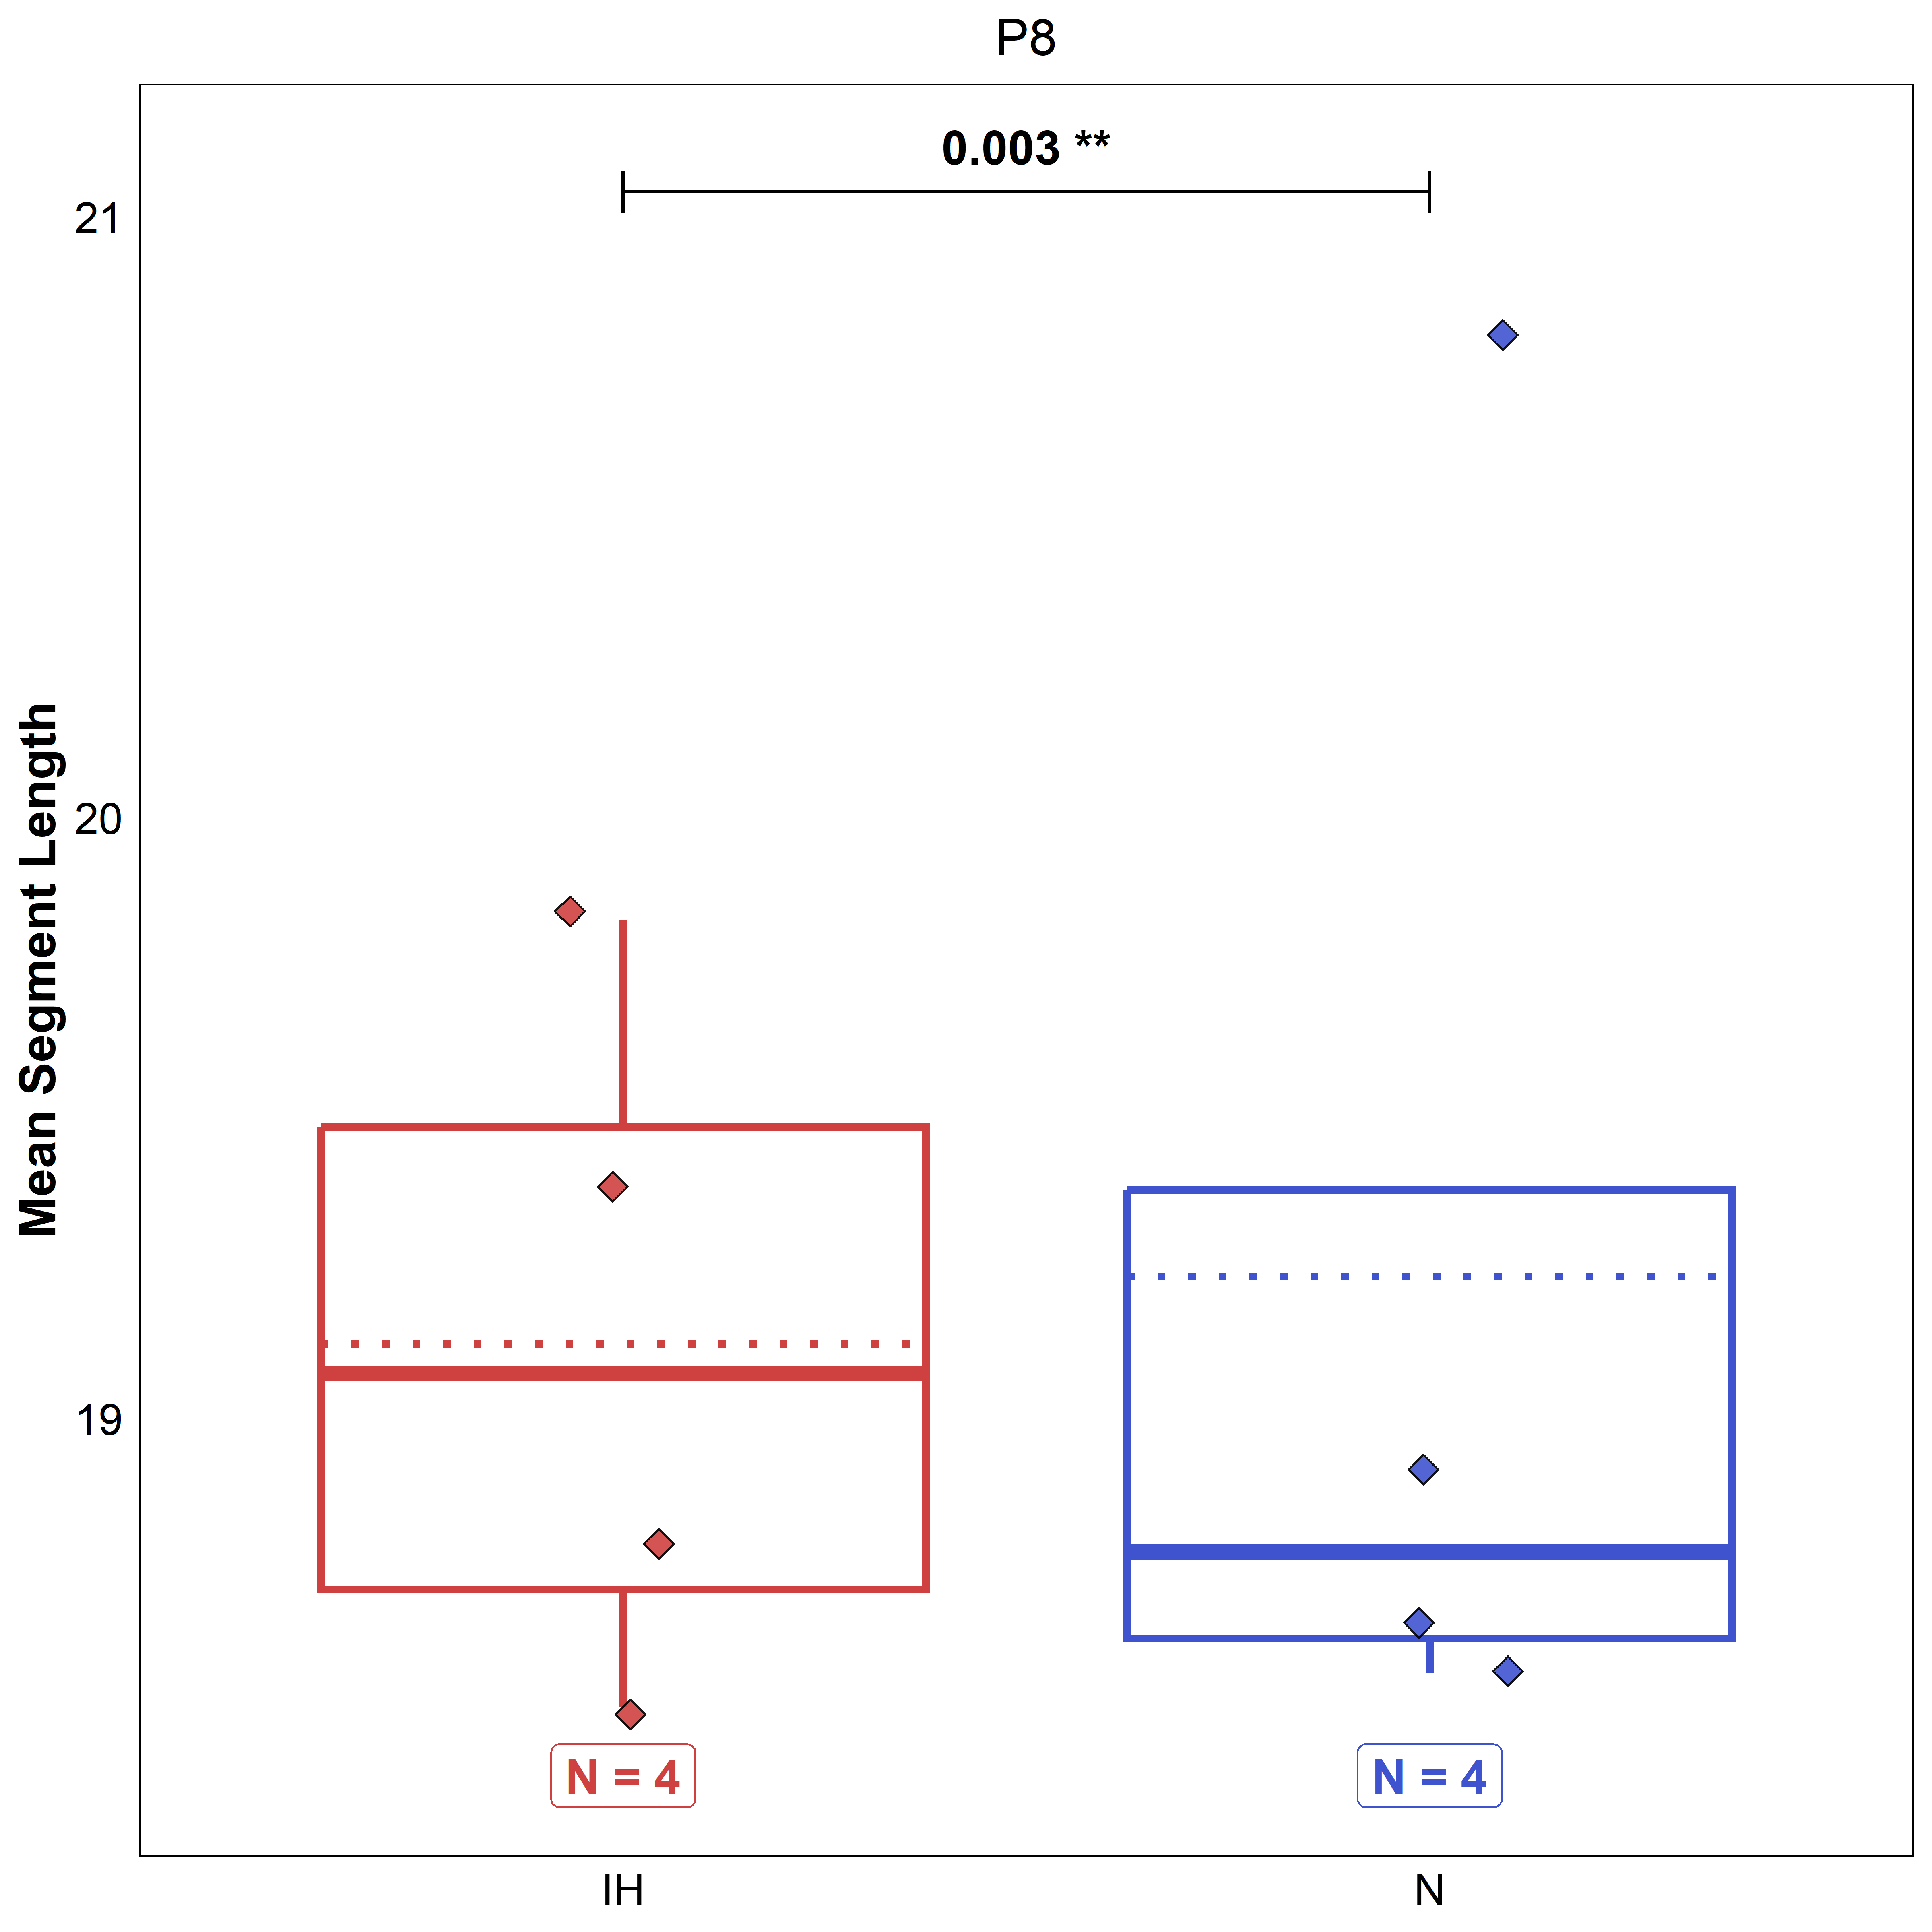 P8
0.003 **
21
20
19
Mean Segment Length
N = 4
N = 4
IH
N